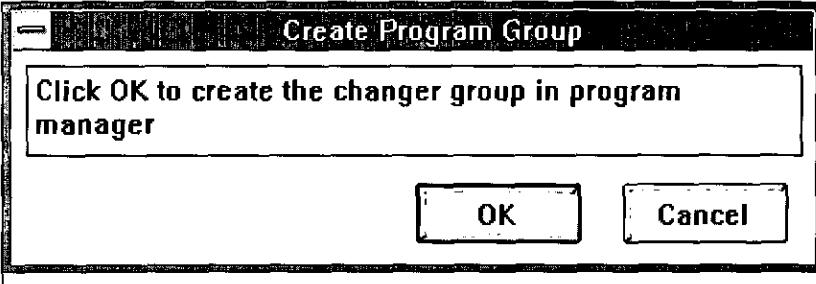 Create Program Group
Click OK to create the changer group in program
manager
OK
Cancel